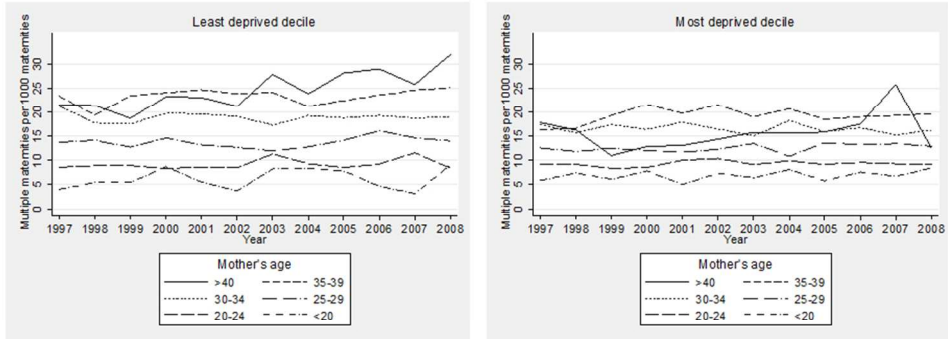 Least deprived decile
Multiple maternities per1000 maternities
30
25
20
15
10
5
0
1997 1998 1999 2000 2001 2002 2003 2004 2005 2006 2007 2008
Year
Mother's age
>40 35-39
30-34 25-29
20-24 <20
Most deprived decile
Multiple maternities per1000 maternities
30
25
20
15
10
5
0
1997 1998 1999 2000 2001 2002 2003 2004 2005 2006 2007 2008
Year
Mother's age
>40 35-39
30-34 25-29
20-24 <20